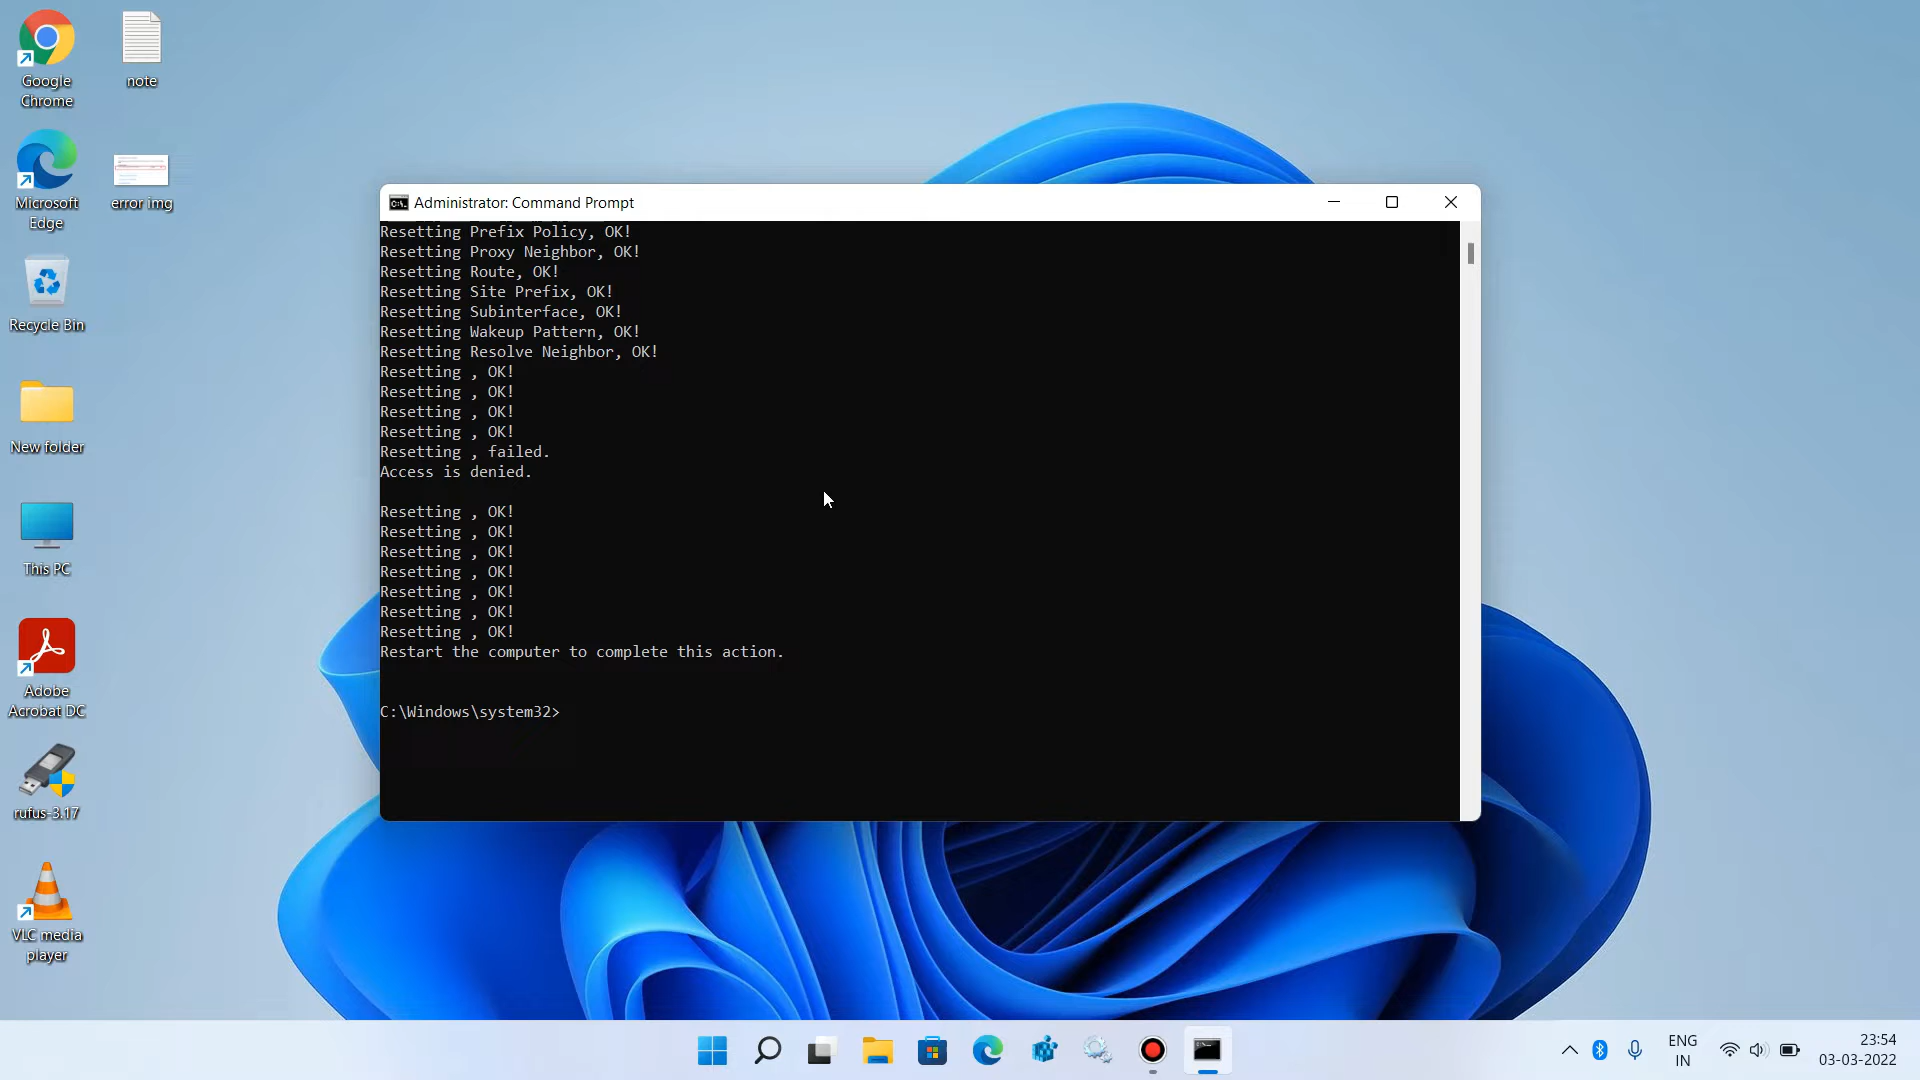 Google
Chrome
note
Microsoft
Edge
error img
Recycle Bin
New folder
This PC
Adobe
Acrobat DC
rufus-3.17
VLC media
player
Administrator: Command Prompt
Resetting Prefix Policy, OK!
Resetting Proxy Neighbor, OK!
Resetting Route, OK!
Resetting Site Prefix, OK!
Resetting Subinterface, OK!
Resetting Wakeup Pattern, OK!
Resetting Resolve Neighbor, OK!
Resetting , OK!
Resetting , OK!
Resetting , OK!
Resetting , OK!
Resetting , failed.
Access is denied.
Resetting , OK!
Resetting , OK!
Resetting , OK!
Resetting , OK!
Resetting , OK!
Resetting , OK!
Resetting , OK!
Restart the computer to complete this action.
C:\Windows\system32>
ENG
IN
23:54
03-03-2022